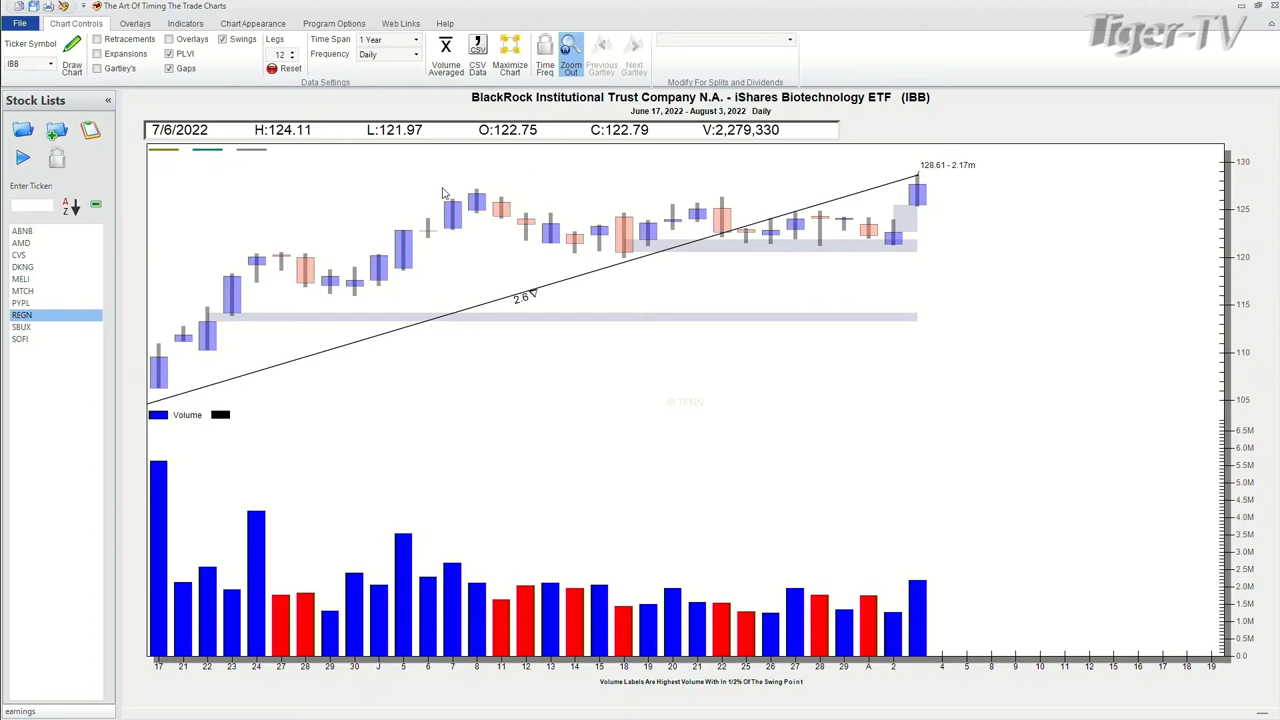 The Art Of Timing The Trade Charts
Tiger-TV
File Chart Controls Overlays Indicators Chart Appearance Program Options Web Links Help
Ticker Symbol
IBB
Draw Chart
Retracements Overlays Swings
Expansions PLVI
Gartley's Gaps
Legs
12
Reset
Time Span 1 Year
Frequency Daily
Data Settings
Volume Averaged
CSV Data
Maximize Chart
Time Freq
Zoom Out
Previous Gartley
Next Gartley
Modify For Splits and Dividends
Stock Lists «
Enter Ticker:
A Z
ABNB
AMD
CVS
DKNG
MELI
MTCH
PYPL
REGN
SBUX
SOFI
earnings
BlackRock Institutional Trust Company N.A. - iShares Biotechnology ETF (IBB)
June 17, 2022 - August 3, 2022 Daily
7/6/2022 H:124.11 L:121.97 O:122.75 C:122.79 V:2,279,330
128.61 - 2.17m
2.6
130
125
120
115
110
105
© TFNN
Volume
6.5M
6.0M
5.5M
5.0M
4.5M
4.0M
3.5M
3.0M
2.5M
2.0M
1.5M
1.0M
0.5M
0.0
17 21 22 23 24 27 28 29 30 J 5 6 7 8 11 12 13 14 15 18 19 20 21 22 25 26 27 28 29 A 2 4 5 8 9 10 11 12 15 16 17 18 19
Volume Labels Are Highest Volume With In 1/2% Of The Swing Point